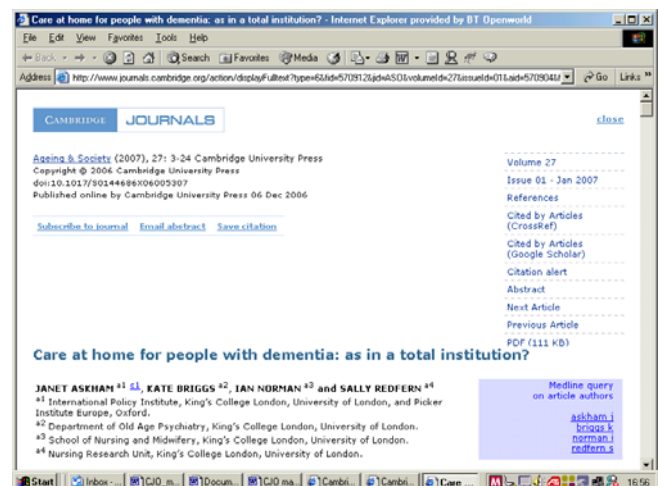 Care at home for people with dementia: as in a total institution? - Internet Explorer provided by BT Openworld
File Edit View Favorites Tools Help
Back Search Favorites Media
Address http://www.journals.cambridge.org/action/displayFulltext?type=6&fid=570912&jid=ASO&volumeId=27&issueId=01&aid=570904& Go Links »
CAMBRIDGE JOURNALS
close
Ageing & Society (2007), 27: 3-24 Cambridge University Press
Copyright © 2006 Cambridge University Press
doi:10.1017/S0144686X06005307
Published online by Cambridge University Press 06 Dec 2006
Subscribe to journal Email abstract Save citation
Volume 27
Issue 01 - Jan 2007
References
Cited by Articles
(CrossRef)
Cited by Articles
(Google Scholar)
Citation alert
Abstract
Next Article
Previous Article
PDF (111 KB)
Care at home for people with dementia: as in a total institution?
JANET ASKHAM a1 c1, KATE BRIGGS a2, IAN NORMAN a3 and SALLY REDFERN a4
a1 International Policy Institute, King's College London, University of London, and Picker
Institute Europe, Oxford.
a2 Department of Old Age Psychiatry, King's College London, University of London.
a3 School of Nursing and Midwifery, King's College London, University of London.
a4 Nursing Research Unit, King's College London, University of London.
Medline query
on article authors
askham j
briggs k
norman i
redfern s
Start Inbox -... CJO_m... Docum... CJO ma... Cambri... Cambri... Care ... 16:56